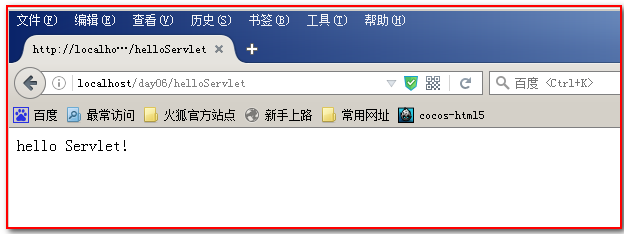 文件(F) 编辑(E) 查看(V) 历史(S) 书签(B) 工具(T) 帮助(H)
http://localho…/helloServlet
localhost/day06/helloServlet 百度 <Ctrl+K>
百度 最常访问 火狐官方站点 新手上路 常用网址 cocos-html5
hello Servlet!